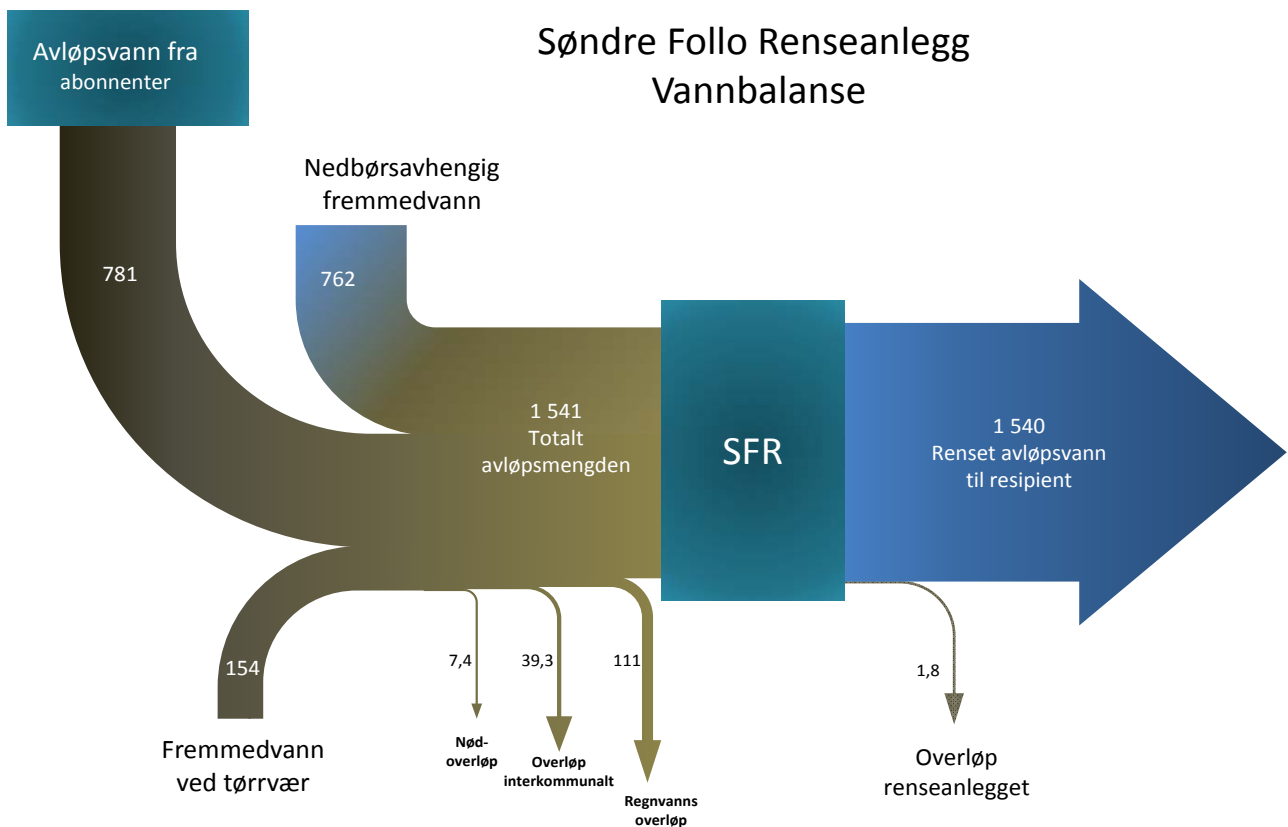 Avløpsvann fra
abonnenter
Søndre Follo Renseanlegg
Vannbalanse
Nedbørsavhengig
fremmedvann
781
762
1 541
Totalt
avløpsmengden
SFR
1 540
Renset avløpsvann
til resipient
154
7,4
39,3
111
1,8
Fremmedvann
ved tørrvær
Nød-
overløp
Overløp
interkommunalt
Regnvanns
overløp
Overløp
renseanlegget